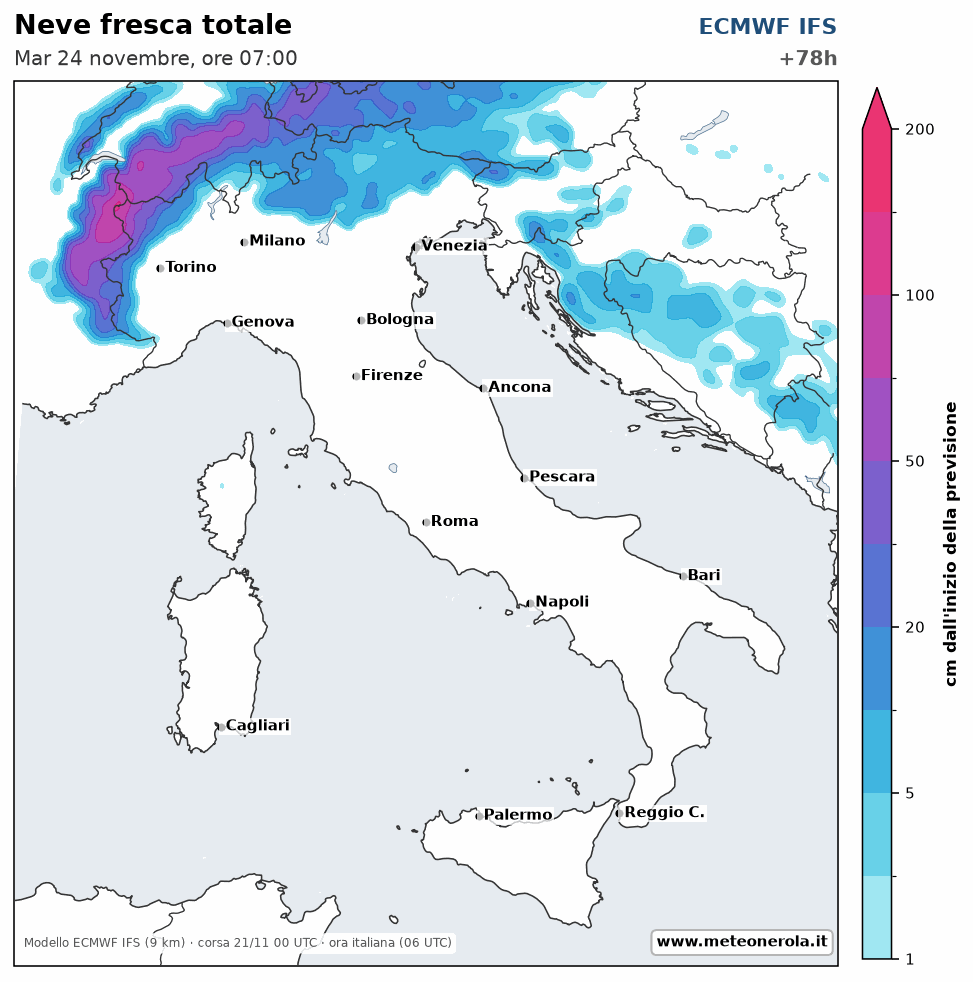 Neve fresca totale
ECMWF IFS
Mar 24 novembre, ore 07:00
+78h
Milano
Venezia
Torino
Genova
Bologna
Firenze
Ancona
Pescara
Roma
Bari
Napoli
Cagliari
Palermo
Reggio C.
200
100
50
20
5
1
cm dall'inizio della previsione
Modello ECMWF IFS (9 km) · corsa 21/11 00 UTC · ora italiana (06 UTC)
www.meteonerola.it